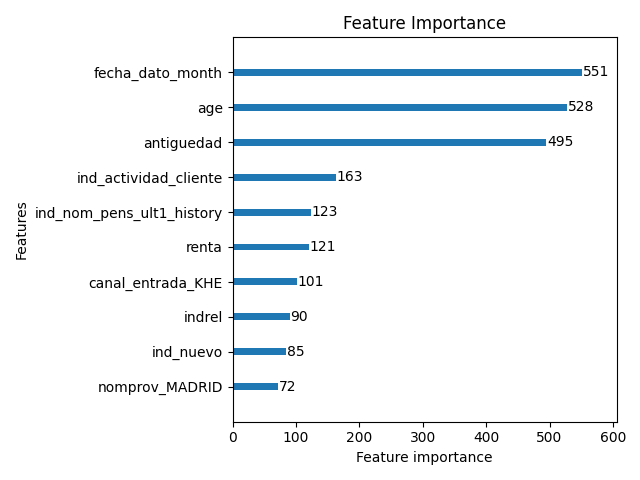 Feature Importance
fecha_dato_month 551
age 528
antiguedad 495
ind_actividad_cliente 163
ind_nom_pens_ult1_history 123
renta 121
canal_entrada_KHE 101
indrel 90
ind_nuevo 85
nomprov_MADRID 72
Features
0 100 200 300 400 500 600
Feature importance